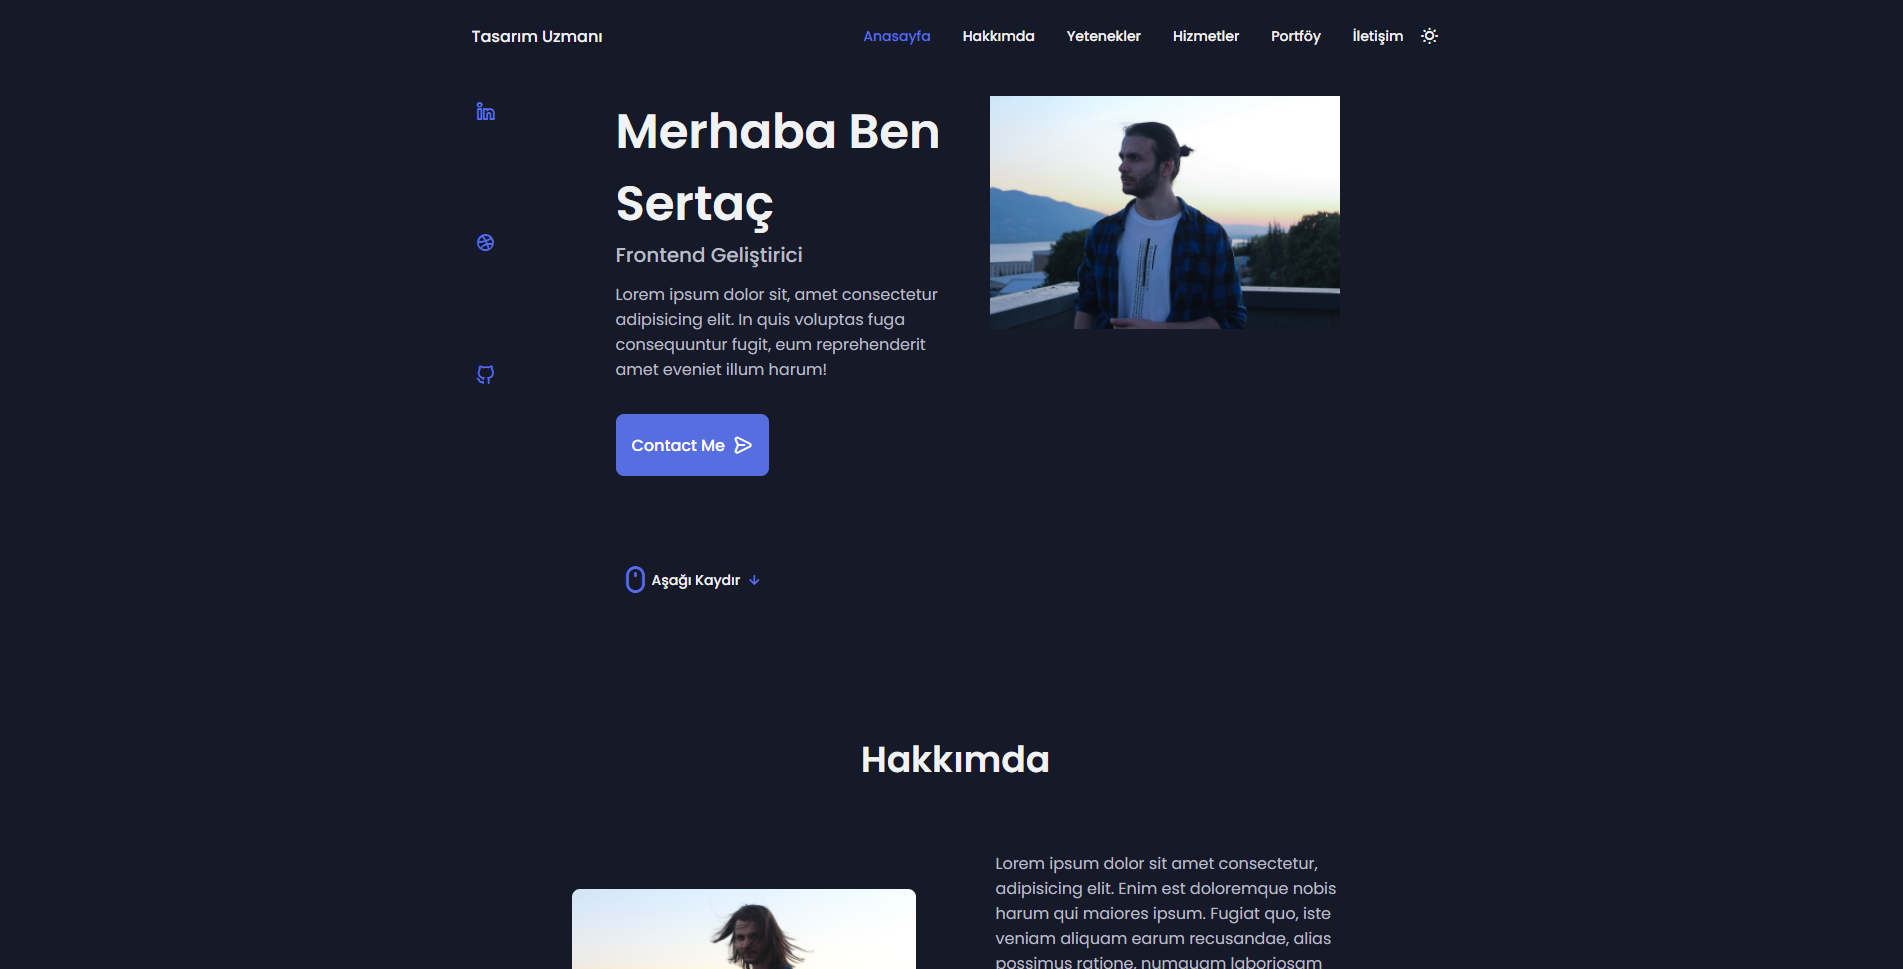 Tasarım Uzmanı
Anasayfa
Hakkımda
Yetenekler
Hizmetler
Portföy
İletişim
Merhaba Ben
Sertaç
Frontend Geliştirici
Lorem ipsum dolor sit, amet consectetur
adipisicing elit. In quis voluptas fuga
consequuntur fugit, eum reprehenderit
amet eveniet illum harum!
Contact Me
Aşağı Kaydır
Hakkımda
Lorem ipsum dolor sit amet consectetur,
adipisicing elit. Enim est doloremque nobis
harum qui maiores ipsum. Fugiat quo, iste
veniam aliquam earum recusandae, alias
possimus ratione, numquam laboriosam